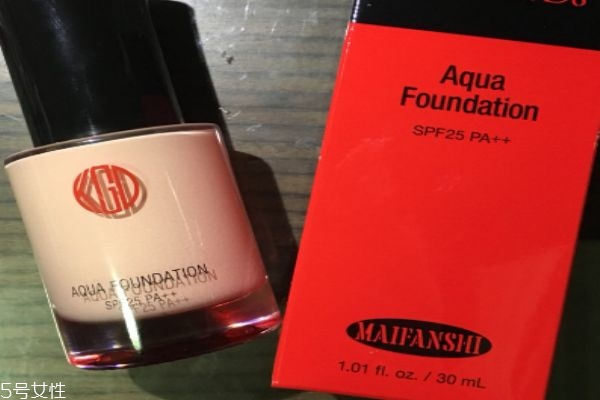 KGD
AQUA FOUNDATION
SPF25 PA++
Aqua
Foundation
SPF25 PA++
MAIFANSHI
1.01 fl. oz. / 30 mL
5号女性